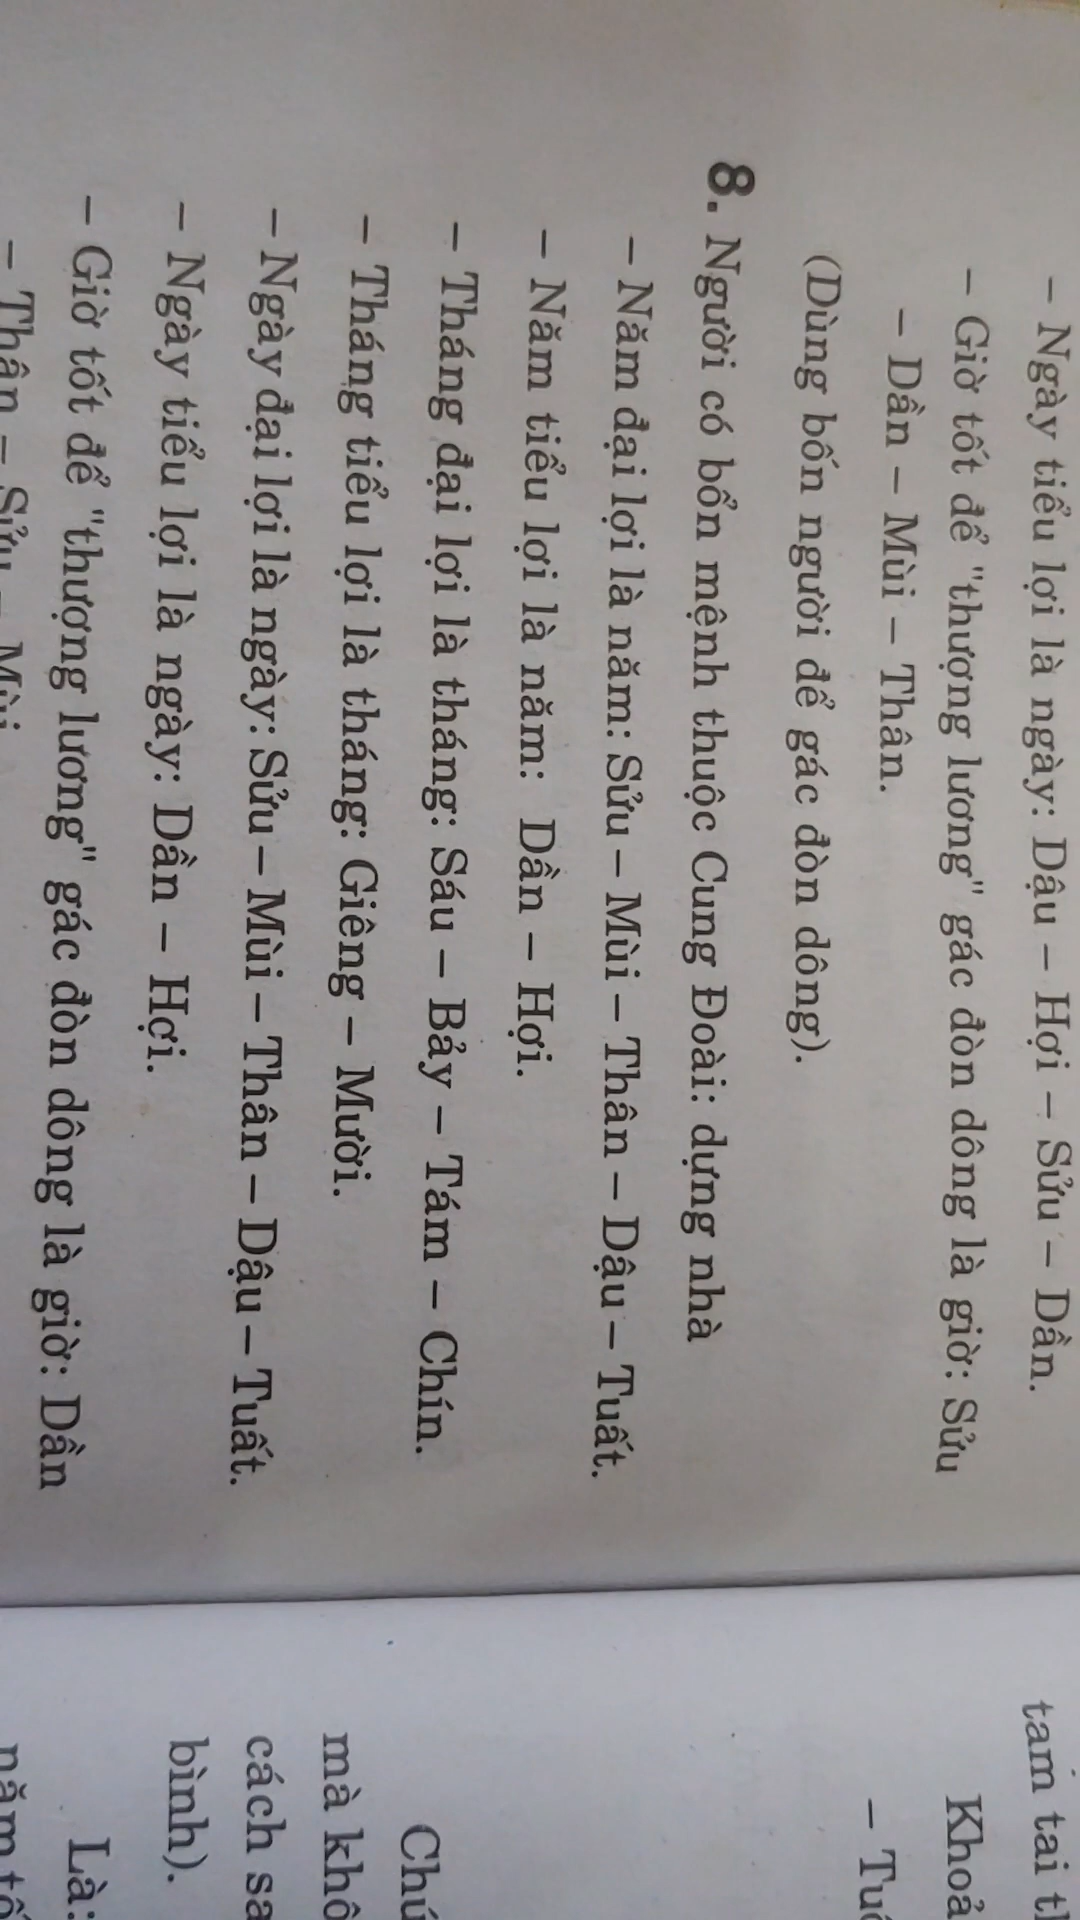 – Ngày tiểu lợi là ngày: Dậu – Hợi – Sửu – Dần.
– Giờ tốt để "thượng lương" gác đòn dông là giờ: Sửu
– Dần – Mùi – Thân.
(Dùng bốn người để gác đòn dông).
8. Người có bổn mệnh thuộc Cung Đoài: dựng nhà
– Năm đại lợi là năm: Sửu – Mùi – Thân – Dậu – Tuất.
– Năm tiểu lợi là năm: Dần – Hợi.
– Tháng đại lợi là tháng: Sáu – Bảy – Tám – Chín.
– Tháng tiểu lợi là tháng: Giêng – Mười.
– Ngày đại lợi là ngày: Sửu – Mùi – Thân – Dậu – Tuất.
– Ngày tiểu lợi là ngày: Dần – Hợi.
– Giờ tốt để "thượng lương" gác đòn dông là giờ: Dần
– Thân – Sửu – Mùi
tam tai
Khoả
–
Chú
mà
cách
bình).
Là:
năm